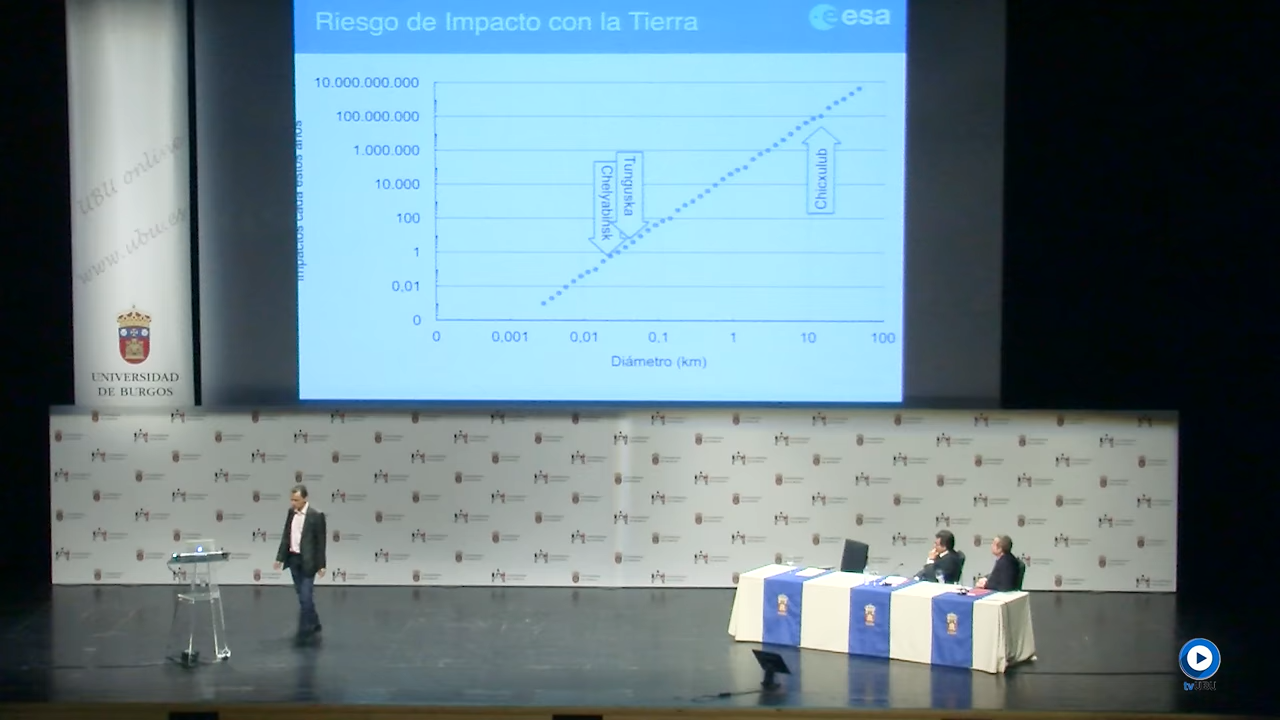 Riesgo de Impacto con la Tierra
esa
10.000.000.000
100.000.000
1.000.000
10.000
100
1
0,01
0
Impactos cada estos años
Chelyabinsk
Tunguska
Chicxulub
0
0,001
0,01
0,1
1
10
100
Diámetro (km)
UBU online
www.ubu.es
UNIVERSIDAD
DE BURGOS
tv